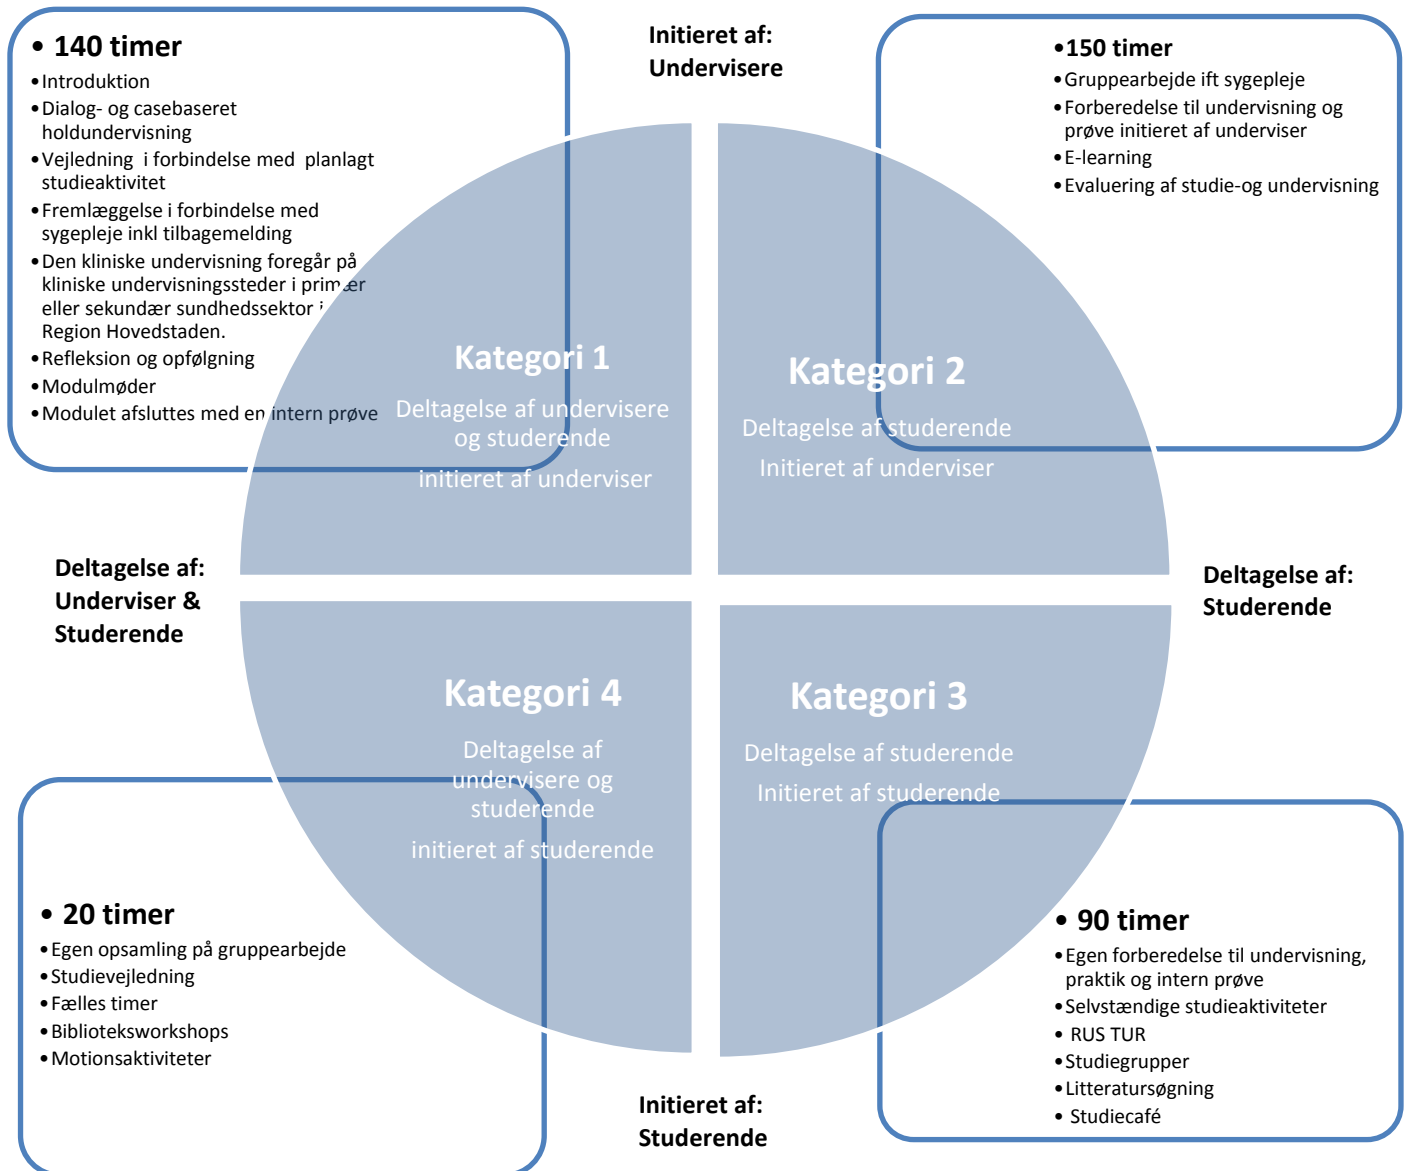 • 140 timer
•Introduktion
•Dialog- og casebaseret
holdundervisning
•Vejledning i forbindelse med planlagt
studieaktivitet
•Fremlæggelse i forbindelse med
sygepleje inkl tilbagemelding
•Den kliniske undervisning foregår på
kliniske undervisningssteder i primær
eller sekundær sundhedssektor i
Region Hovedstaden.
•Refleksion og opfølgning
•Modulmøder
•Modulet afsluttes med en intern prøve
Initieret af:
Undervisere
•150 timer
•Gruppearbejde ift sygepleje
•Forberedelse til undervisning og
prøve initieret af underviser
•E-learning
•Evaluering af studie-og undervisning
Kategori 1
Deltagelse af undervisere
og studerende
initieret af underviser
Kategori 2
Deltagelse af studerende
Initieret af underviser
Deltagelse af:
Underviser &
Studerende
Deltagelse af:
Studerende
Kategori 4
Deltagelse af
undervisere og
studerende
initieret af studerende
Kategori 3
Deltagelse af studerende
Initieret af studerende
• 20 timer
•Egen opsamling på gruppearbejde
•Studievejledning
•Fælles timer
•Biblioteksworkshops
•Motionsaktiviteter
• 90 timer
•Egen forberedelse til undervisning,
praktik og intern prøve
•Selvstændige studieaktiviteter
• RUS TUR
•Studiegrupper
•Litteratursøgning
• Studiecafé
Initieret af:
Studerende